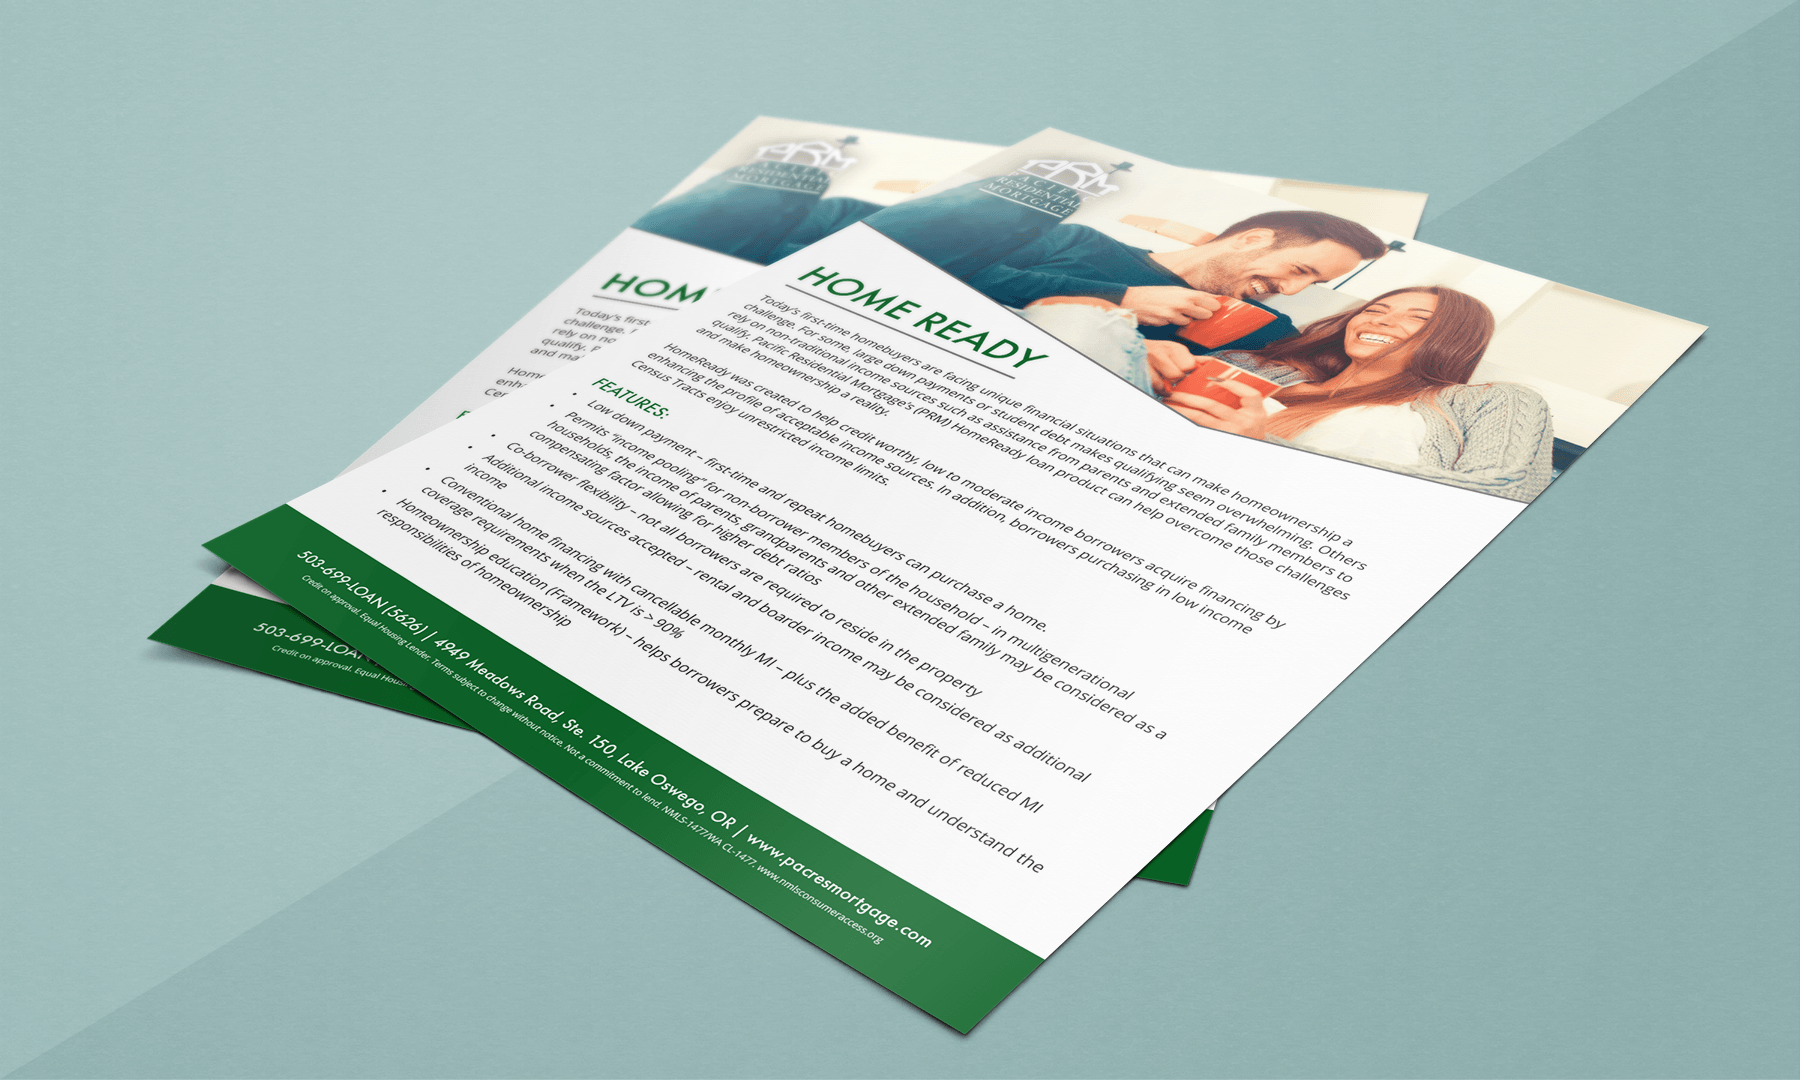 PRM
PACIFIC
RESIDENTIAL
MORTGAGE
HOME READY
Today's first-time homebuyers are facing unique financial situations that can make homeownership a
challenge. For some, large down payments or student debt makes qualifying seem overwhelming. Others
rely on non-traditional income sources such as assistance from parents and extended family members to
qualify. Pacific Residential Mortgage's (PRM) HomeReady loan product can help overcome those challenges
and make homeownership a reality.
HomeReady was created to help credit worthy, low to moderate income borrowers acquire financing by
enhancing the profile of acceptable income sources. In addition, borrowers purchasing in low income
Census Tracts enjoy unrestricted income limits.
FEATURES:
• Low down payment – first-time and repeat homebuyers can purchase a home.
• Permits "income pooling" for non-borrower members of the household – in multigenerational
households, the income of parents, grandparents and other extended family may be considered as a
compensating factor allowing for higher debt ratios
• Co-borrower flexibility – not all borrowers are required to reside in the property
• Additional income sources accepted – rental and boarder income may be considered as additional
income
• Conventional home financing with cancellable monthly MI – plus the added benefit of reduced MI
coverage requirements when the LTV is > 90%
• Homeownership education (Framework) – helps borrowers prepare to buy a home and understand the
responsibilities of homeownership
503-699-LOAN (5626) | 4949 Meadows Road, Ste. 150, Lake Oswego, OR | www.pacresmortgage.com
Credit on approval. Equal Housing Lender. Terms subject to change without notice. Not a commitment to lend. NMLS-1477/WA CL-1477. www.nmlsconsumeraccess.org
PRM
PACIFIC
RESIDENTIAL
MORTGAGE
HOM
Today's first
challenge.
rely on no
qualify. P
and ma
Home
enh
Cen
503-699-LOAN
Credit on approval. Equal Housing